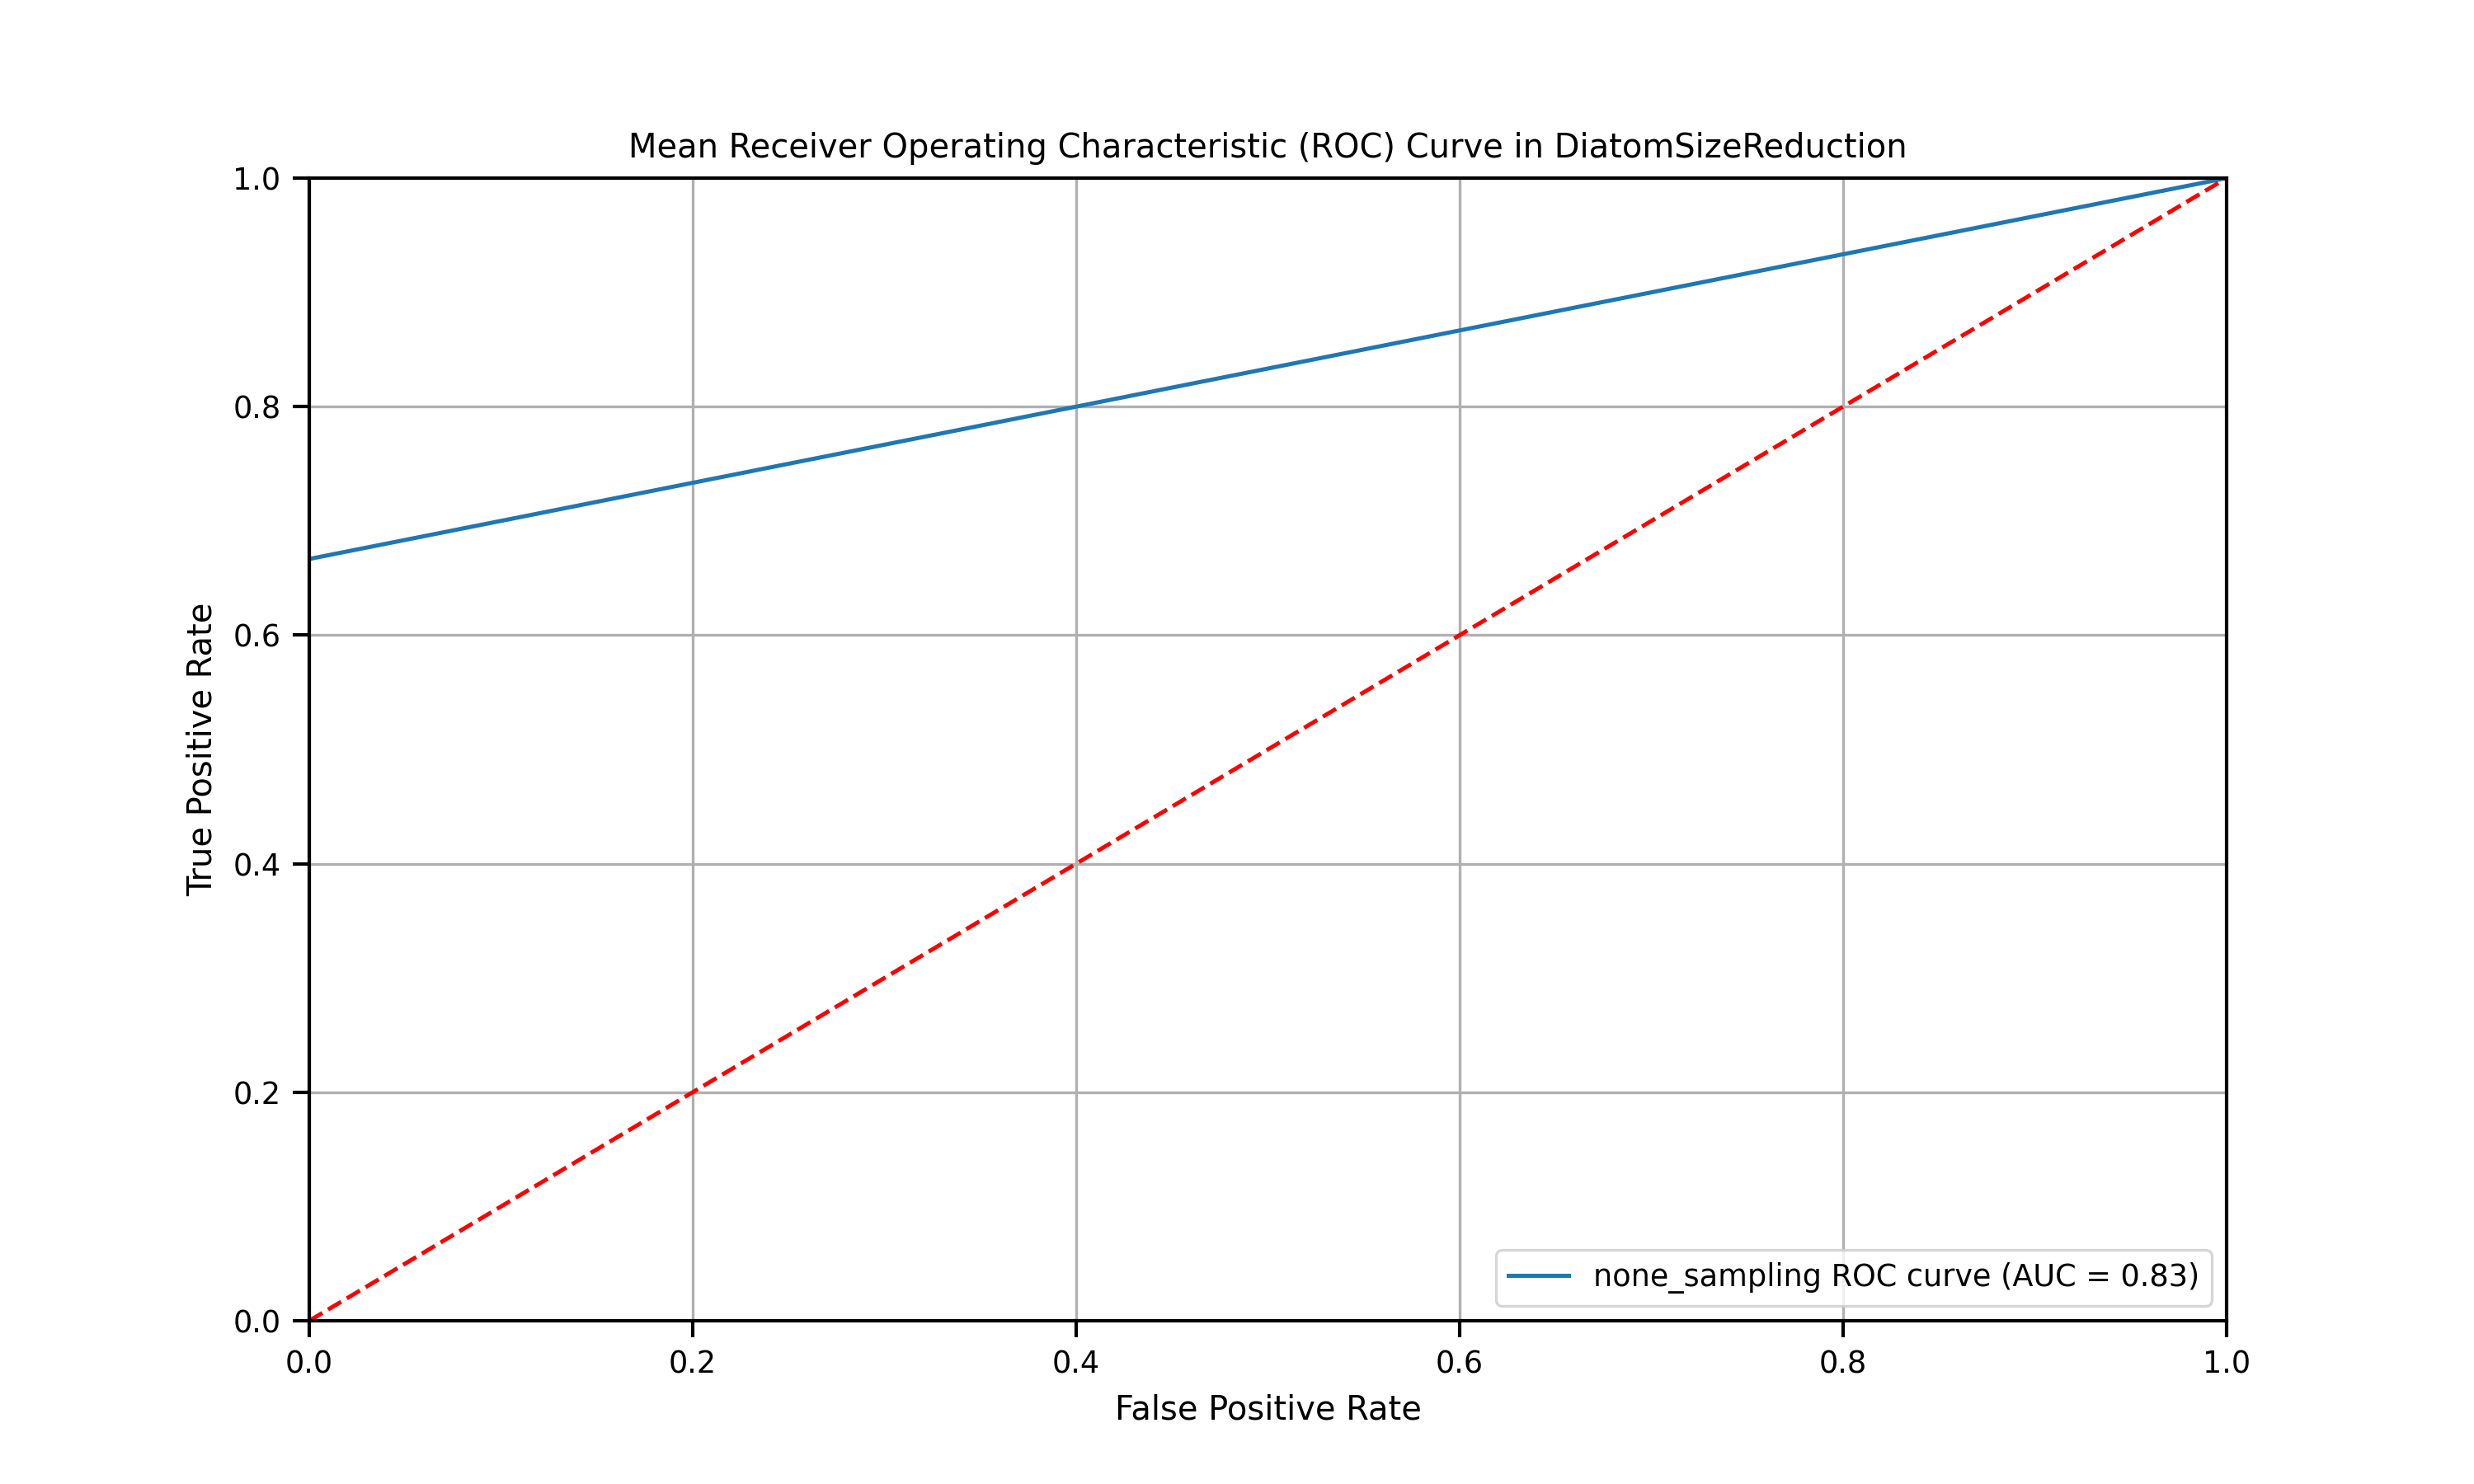 Mean Receiver Operating Characteristic (ROC) Curve in DiatomSizeReduction
1.0
0.8
0.6
0.4
0.2
0.0
True Positive Rate
none_sampling ROC curve (AUC = 0.83)
0.0 0.2 0.4 0.6 0.8 1.0
False Positive Rate